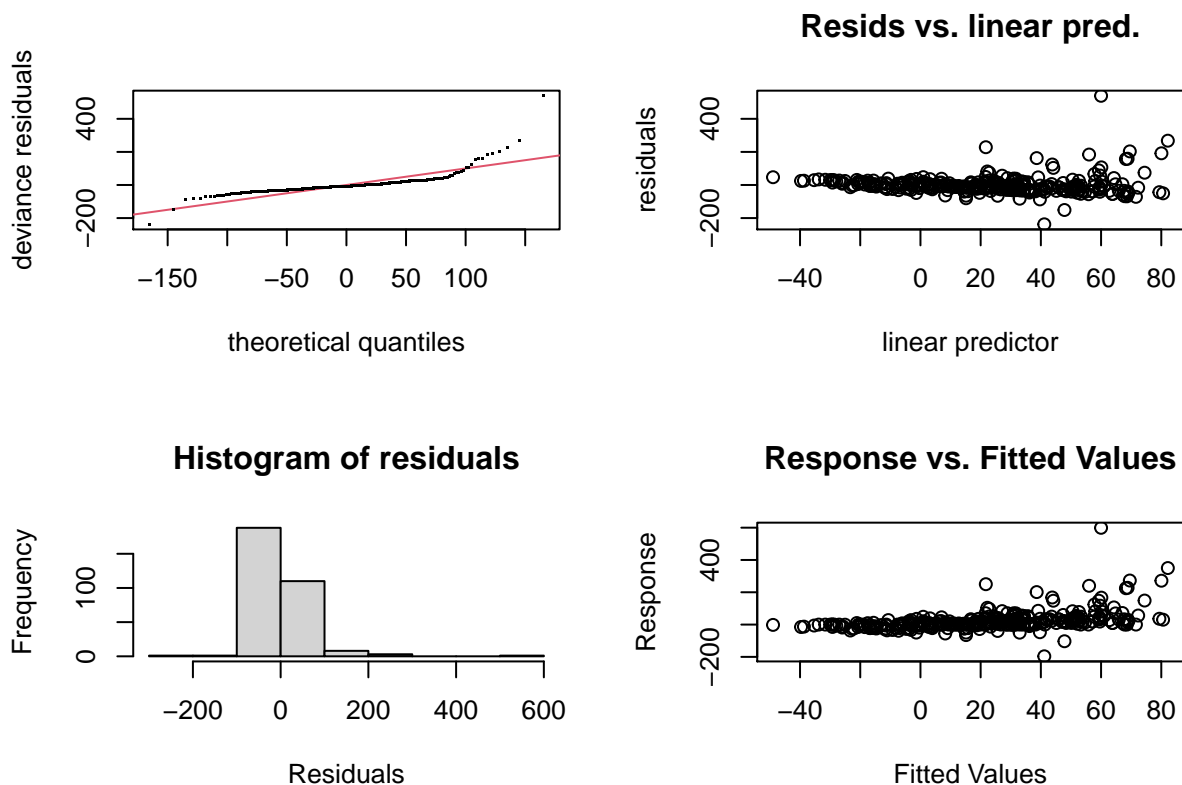 deviance residuals
400
−200
−150
−50
0
50
100
theoretical quantiles
Resids vs. linear pred.
residuals
400
−200
−40
0
20
40
60
80
linear predictor
Histogram of residuals
Frequency
100
0
−200
0
200
400
600
Residuals
Response vs. Fitted Values
Response
400
−200
−40
0
20
40
60
80
Fitted Values